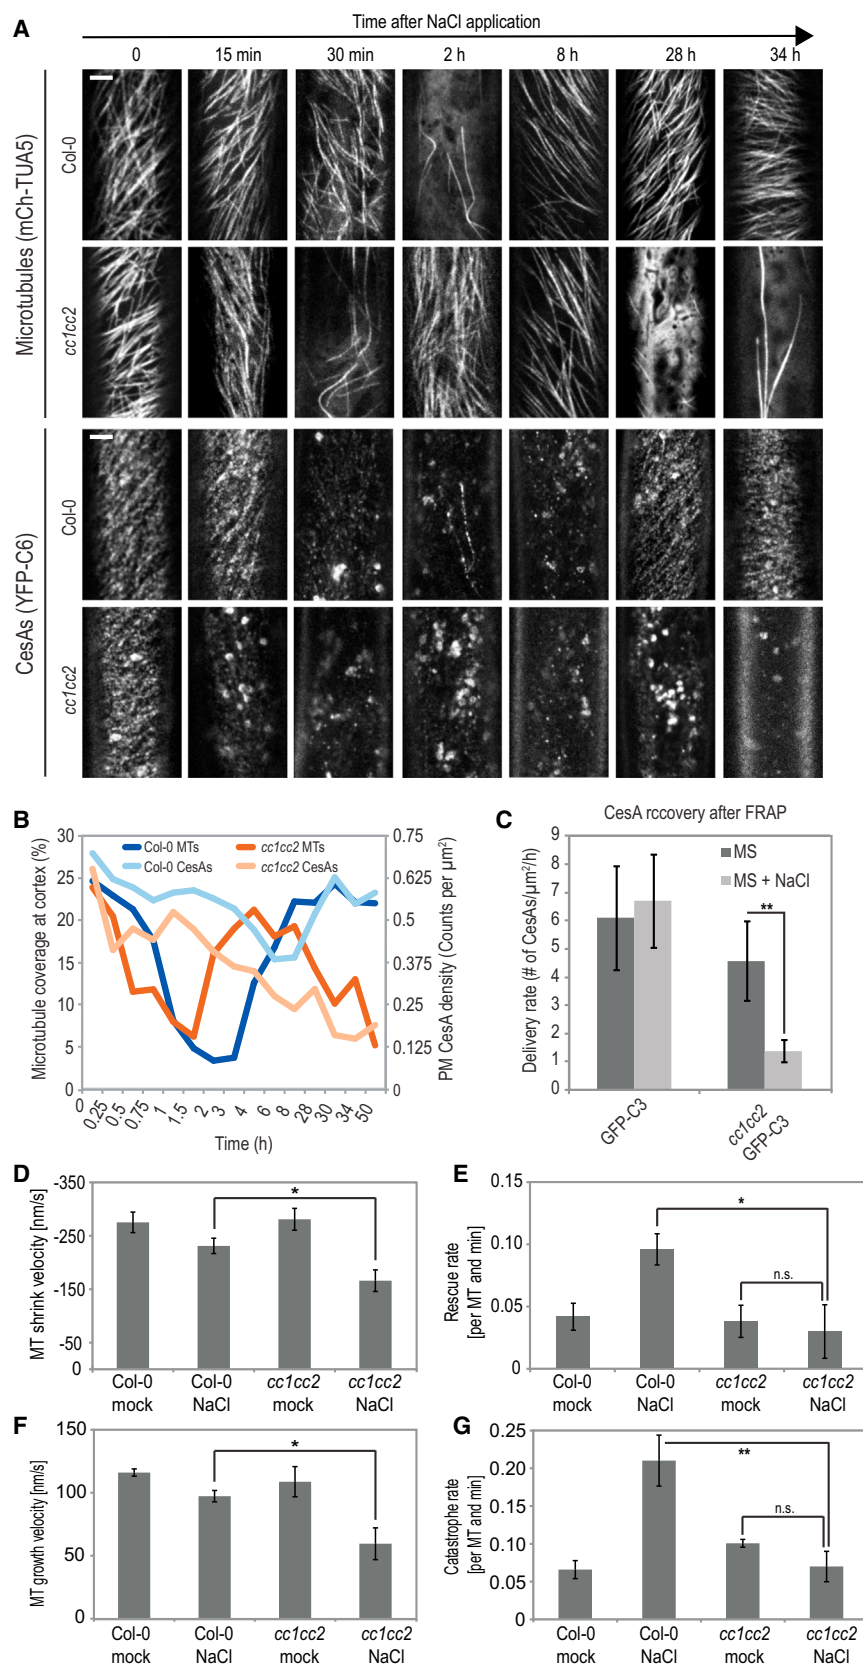 A
Time after NaCl application
0 15 min 30 min 2 h 8 h 28 h 34 h
Microtubules (mCh-TUA5)
Col-0
cc1cc2
CesAs (YFP-C6)
Col-0
cc1cc2
B
Microtubule coverage at cortex (%)
30
25
20
15
10
5
0
Col-0 MTs
cc1cc2 MTs
Col-0 CesAs
cc1cc2 CesAs
0.75
0.625
0.5
0.375
0.25
0.125
0
PM CesA density (Counts per µm²)
0 0.25 0.5 0.75 1 1.5 2 3 4 6 8 28 30 34 50
Time (h)
C
CesA rccovery after FRAP
Delivery rate (# of CesAs/µm²/h)
9
8
7
6
5
4
3
2
1
0
MS
MS + NaCl
**
GFP-C3
cc1cc2
GFP-C3
D
MT shrink velocity [nm/s]
-350
-250
-150
-50
0
*
Col-0
mock
Col-0
NaCl
cc1cc2
mock
cc1cc2
NaCl
E
Rescue rate
[per MT and min]
0.15
0.10
0.05
0
*
n.s.
Col-0
mock
Col-0
NaCl
cc1cc2
mock
cc1cc2
NaCl
F
MT growth velocity [nm/s]
150
100
50
0
*
Col-0
mock
Col-0
NaCl
cc1cc2
mock
cc1cc2
NaCl
G
Catastrophe rate
[per MT and min]
0.25
0.20
0.15
0.10
0.05
0
**
n.s.
Col-0
mock
Col-0
NaCl
cc1cc2
mock
cc1cc2
NaCl